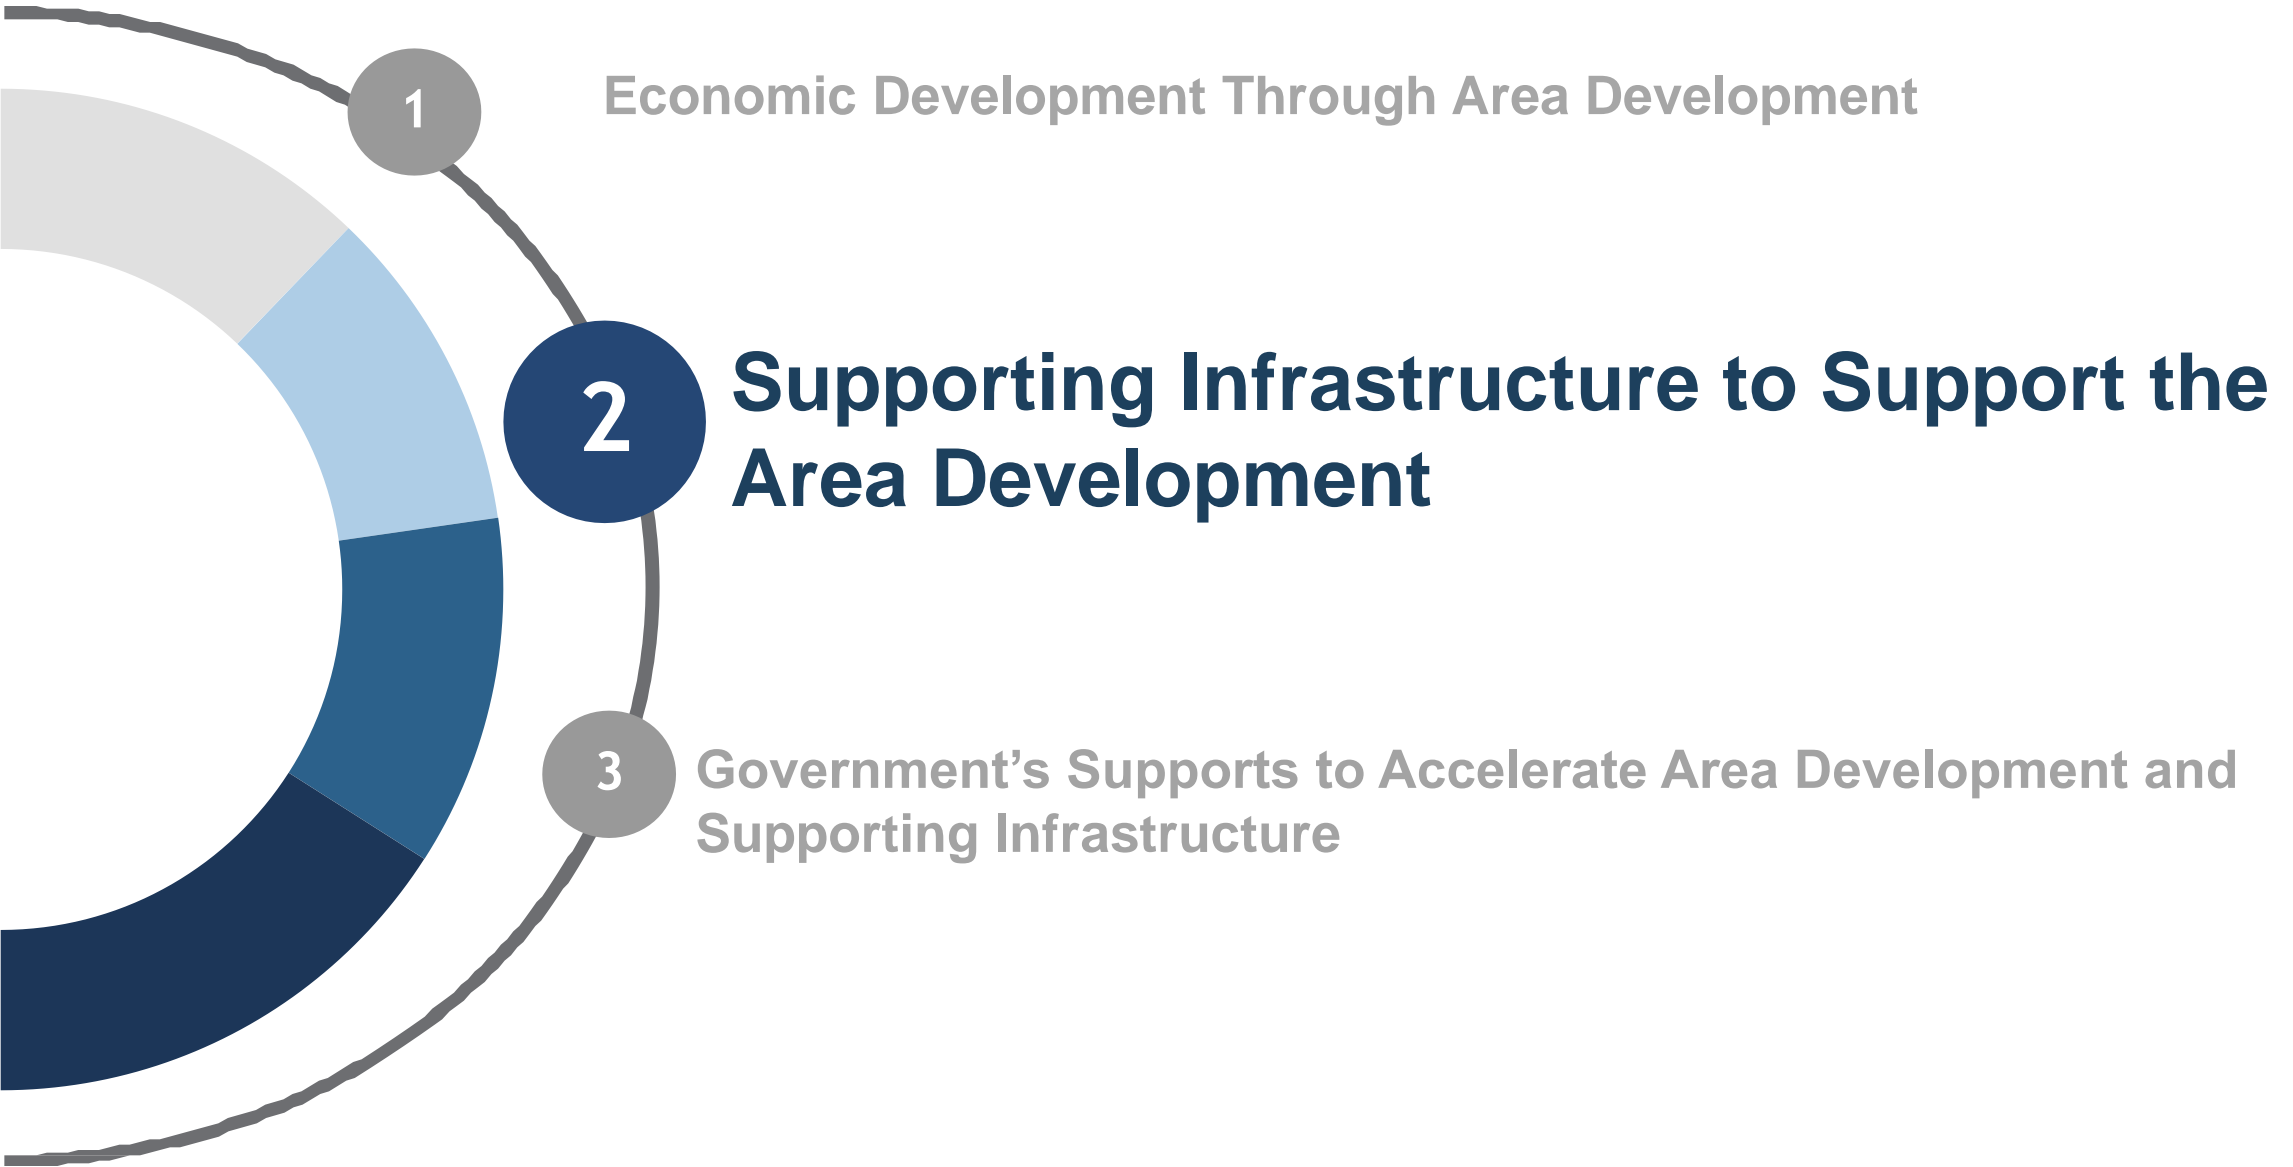 1
Economic Development Through Area Development
2
Supporting Infrastructure to Support the
Area Development
3
Government’s Supports to Accelerate Area Development and
Supporting Infrastructure